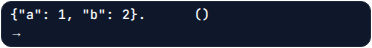 {"a": 1, "b": 2}.      ()
→